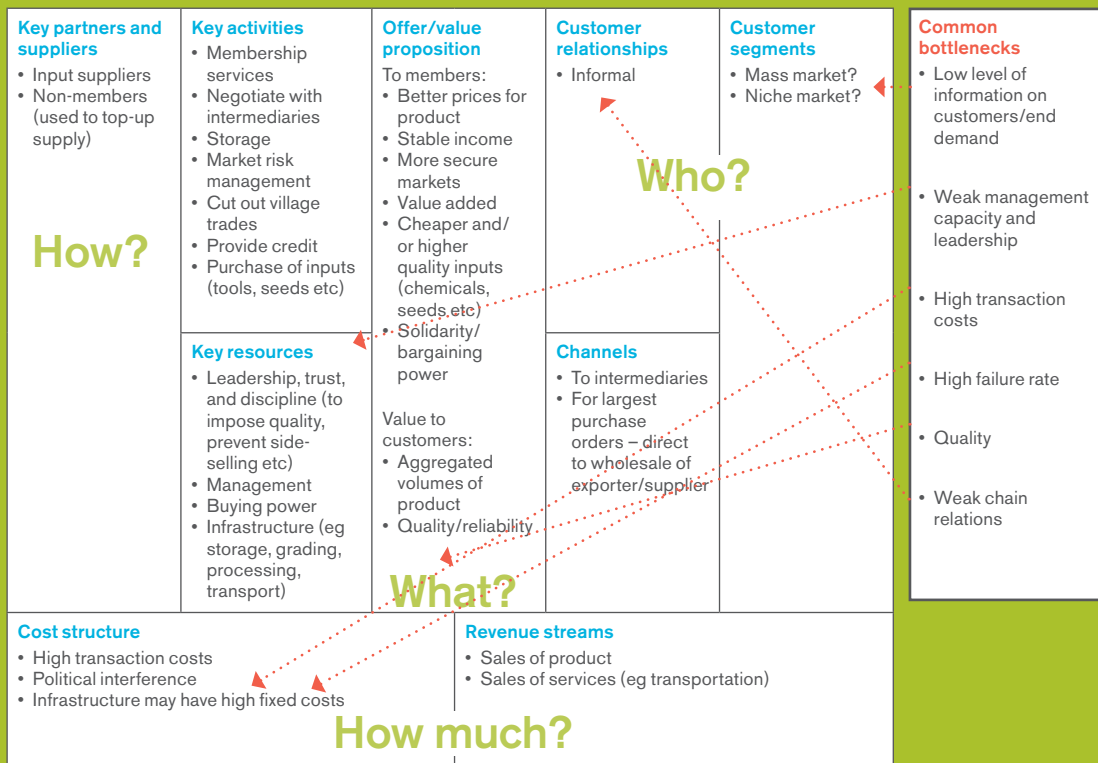 Key partners and
suppliers
• Input suppliers
• Non-members
(used to top-up
supply)
How?
Key activities
• Membership
services
• Negotiate with
intermediaries
• Storage
• Market risk
management
• Cut out village
trades
• Provide credit
• Purchase of inputs
(tools, seeds etc)
Key resources
• Leadership, trust,
and discipline (to
impose quality,
prevent side-
selling etc)
• Management
• Buying power
• Infrastructure (eg
storage, grading,
processing,
transport)
Offer/value
proposition
To members:
• Better prices for
product
• Stable income
• More secure
markets
• Value added
• Cheaper and/
or higher
quality inputs
(chemicals,
seeds etc)
• Solidarity/
bargaining
power
Value to
customers:
• Aggregated
volumes of
product
• Quality/reliability
What?
Customer
relationships
• Informal
Who?
Channels
• To intermediaries
• For largest
purchase
orders – direct
to wholesale of
exporter/supplier
Customer
segments
• Mass market?
• Niche market?
Cost structure
• High transaction costs
• Political interference
• Infrastructure may have high fixed costs
How much?
Revenue streams
• Sales of product
• Sales of services (eg transportation)
Common
bottlenecks
• Low level of
information on
customers/end
demand
• Weak management
capacity and
leadership
• High transaction
costs
• High failure rate
• Quality
• Weak chain
relations